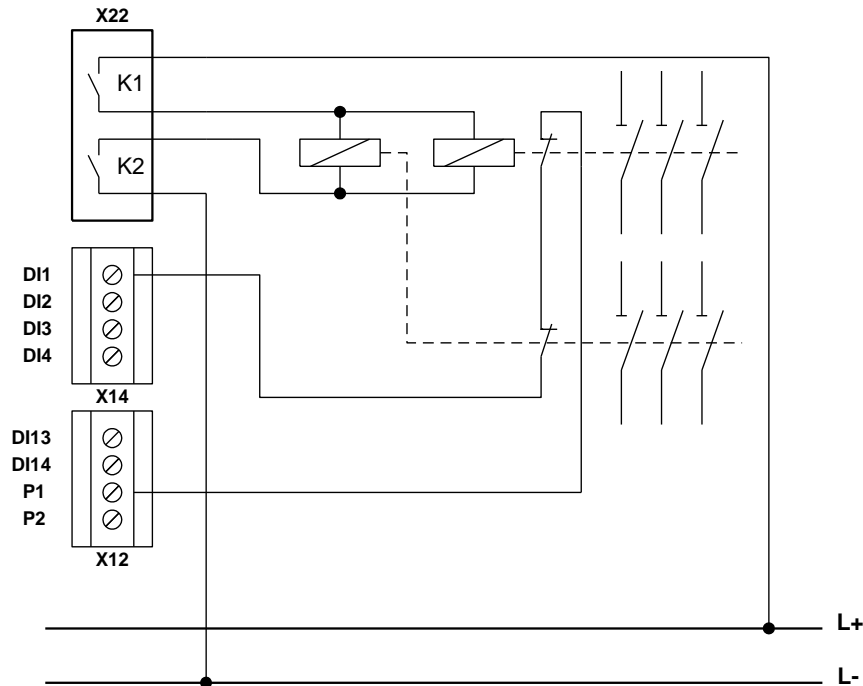 X22
K1
K2
DI1
DI2
DI3
DI4
X14
DI13
DI14
P1
P2
X12
L+
L-